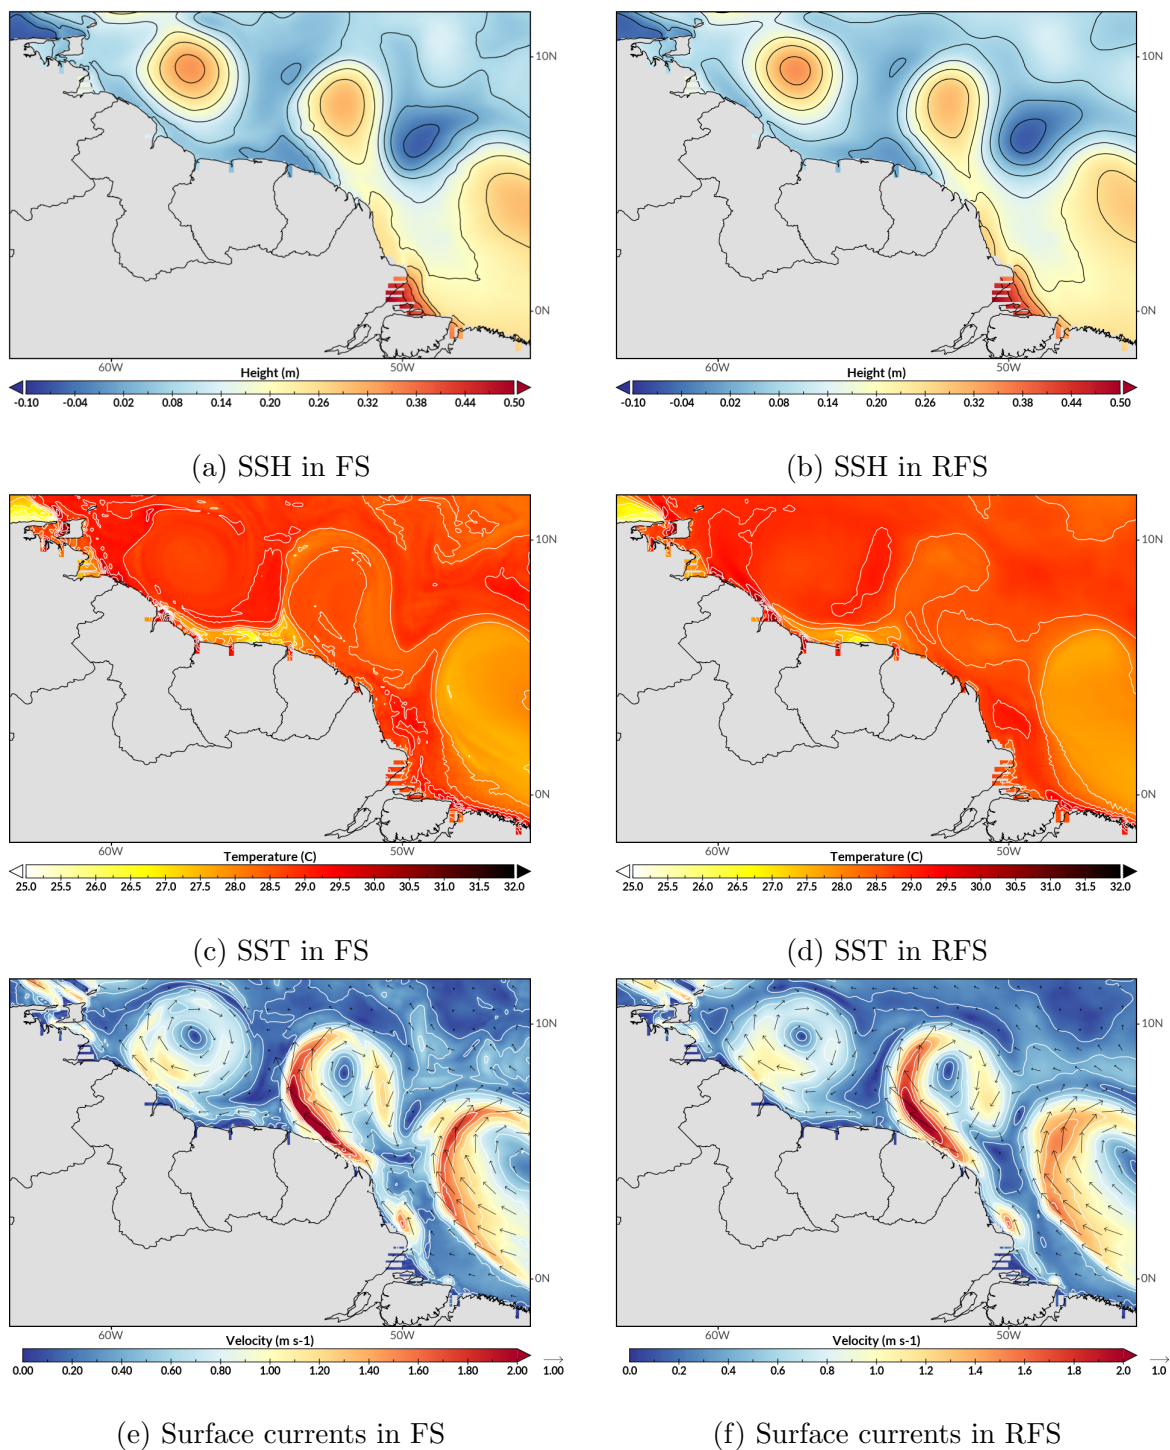 10N 10N
0N 0N
60W 50W 60W 50W
Height (m) Height (m)
-0.10 -0.04 0.02 0.08 0.14 0.20 0.26 0.32 0.38 0.44 0.50 -0.10 -0.04 0.02 0.08 0.14 0.20 0.26 0.32 0.38 0.44 0.50
(a) SSH in FS (b) SSH in RFS
10N 10N
0N 0N
60W 50W 60W 50W
Temperature (C) Temperature (C)
25.0 25.5 26.0 26.5 27.0 27.5 28.0 28.5 29.0 29.5 30.0 30.5 31.0 31.5 32.0 25.0 25.5 26.0 26.5 27.0 27.5 28.0 28.5 29.0 29.5 30.0 30.5 31.0 31.5 32.0
(c) SST in FS (d) SST in RFS
10N 10N
0N 0N
60W 50W 60W 50W
Velocity (m s-1) Velocity (m s-1)
0.00 0.20 0.40 0.60 0.80 1.00 1.20 1.40 1.60 1.80 2.00 1.00 0.0 0.2 0.4 0.6 0.8 1.0 1.2 1.4 1.6 1.8 2.0 1.0
(e) Surface currents in FS (f) Surface currents in RFS